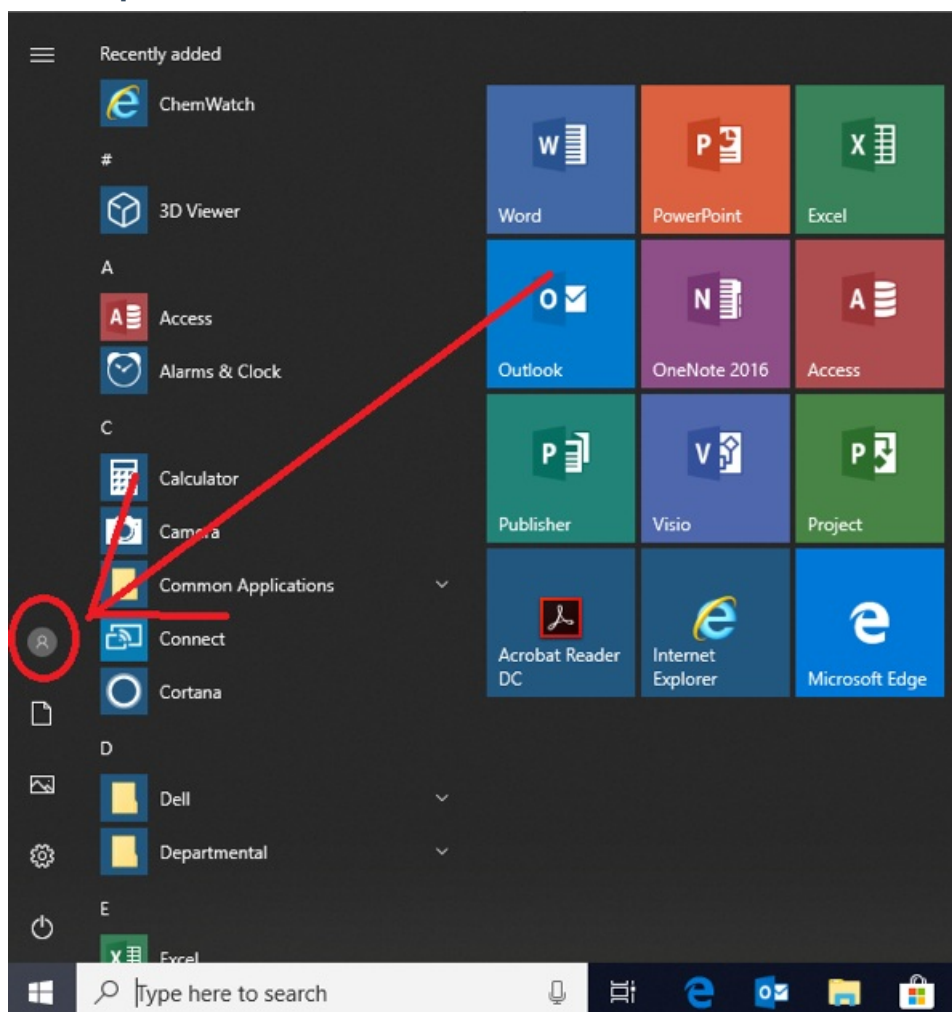 Recently added
ChemWatch
#
3D Viewer
A
Access
Alarms & Clock
C
Calculator
Camera
Common Applications
Connect
Cortana
D
Dell
Departmental
E
Excel
Word
PowerPoint
Excel
Outlook
OneNote 2016
Access
Publisher
Visio
Project
Acrobat Reader
DC
Internet
Explorer
Microsoft Edge
Type here to search